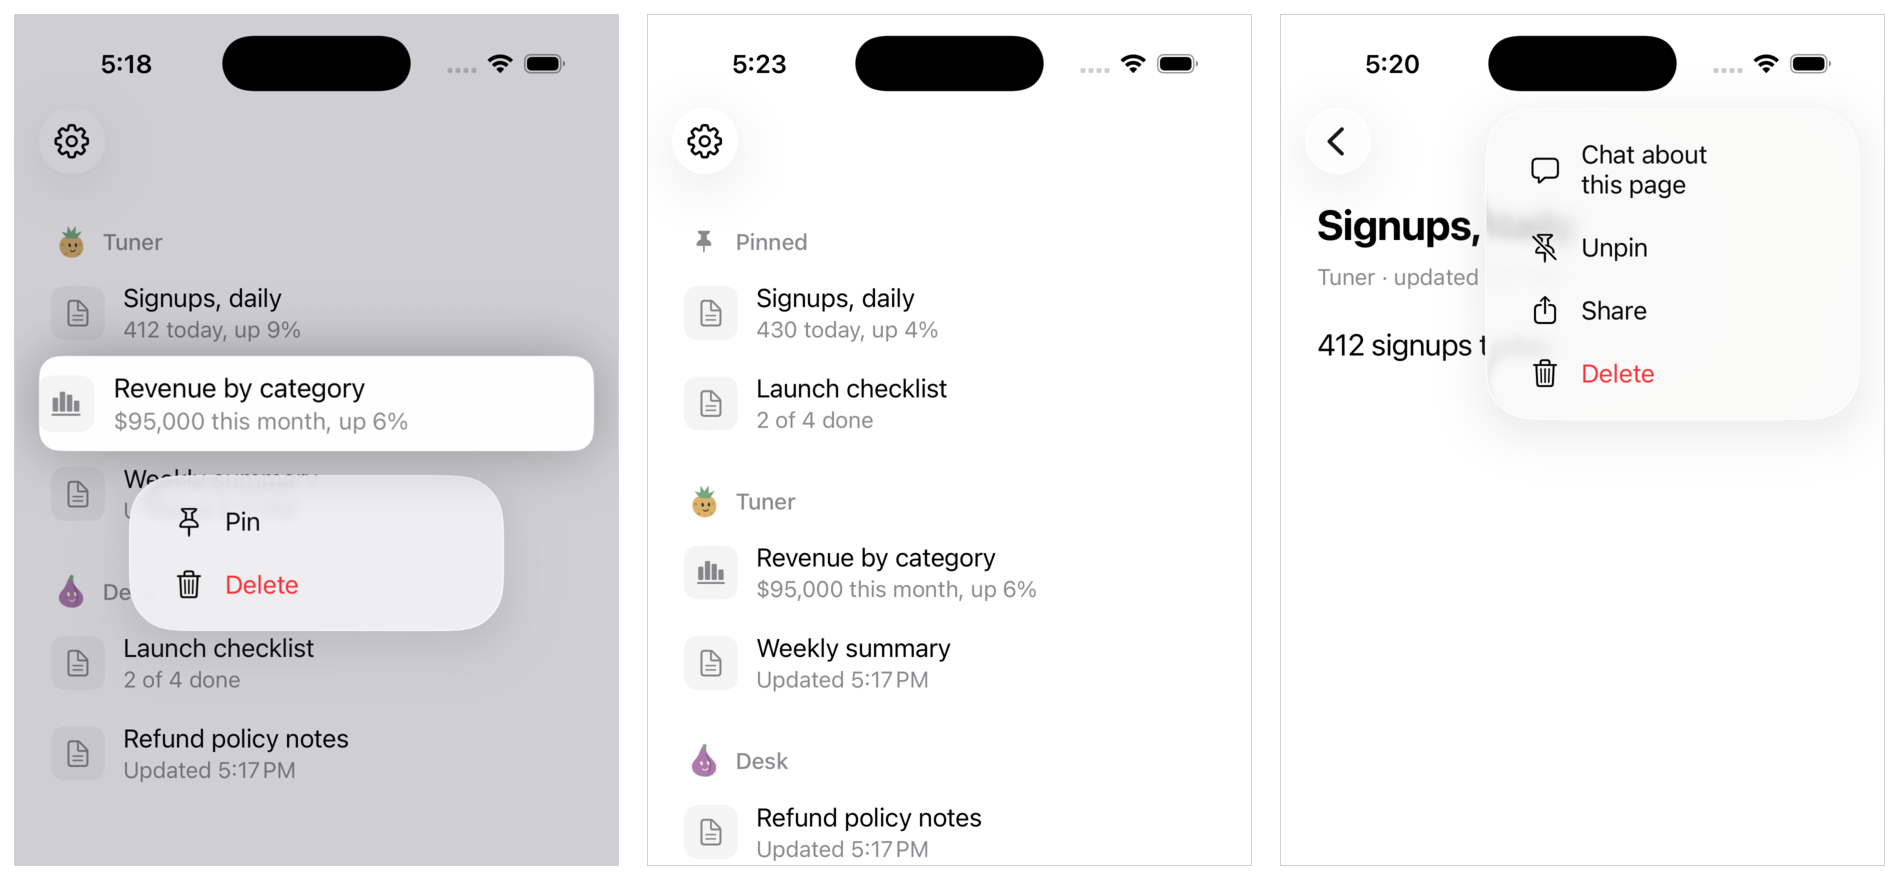 5:18
Tuner
Signups, daily
412 today, up 9%
Revenue by category
$95,000 this month, up 6%
Weekly summary
Pin
Delete
Launch checklist
2 of 4 done
Refund policy notes
Updated 5:17 PM
5:23
Pinned
Signups, daily
430 today, up 4%
Launch checklist
2 of 4 done
Tuner
Revenue by category
$95,000 this month, up 6%
Weekly summary
Updated 5:17 PM
Desk
Refund policy notes
Updated 5:17 PM
5:20
Chat about
this page
Signups,
Unpin
Tuner · updated
Share
412 signups
Delete